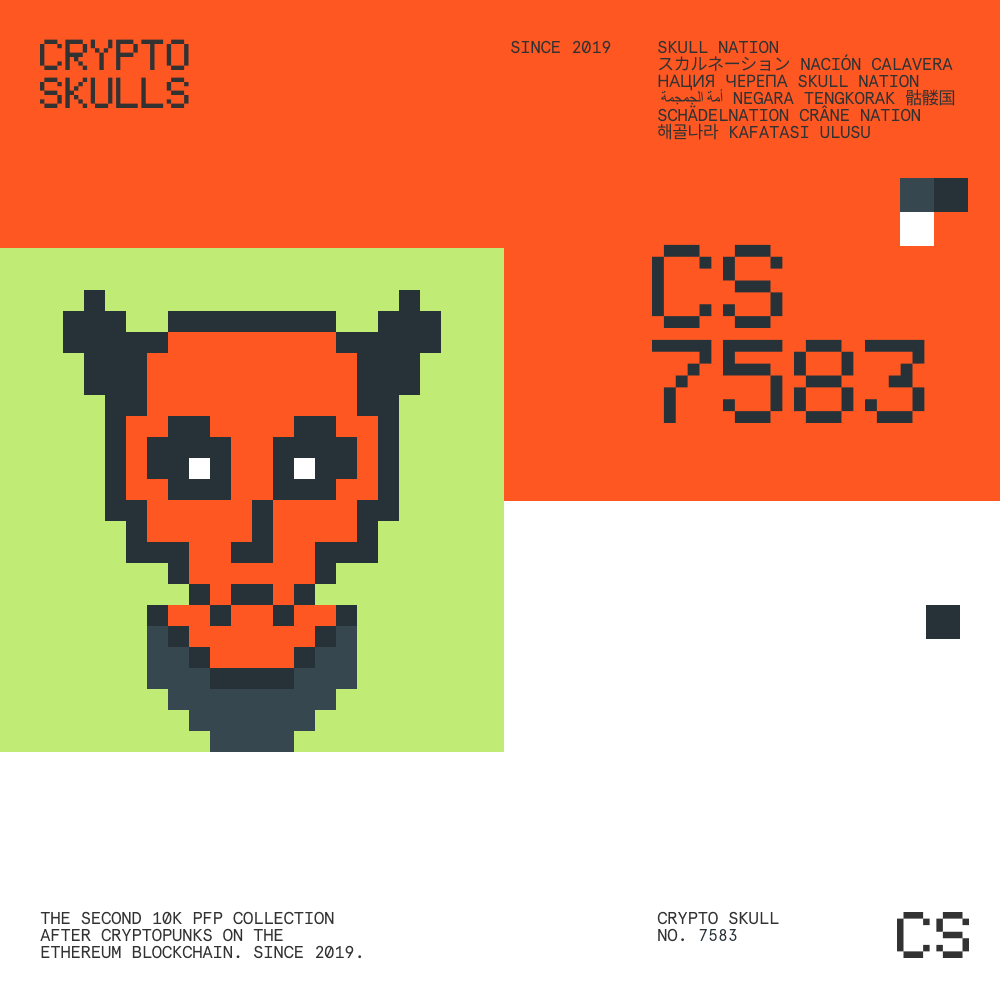 CRYPTO
SKULLS
SINCE 2019
SKULL NATION
スカルネーション NACIÓN CALAVERA
НАЦИЯ ЧЕРЕПА SKULL NATION
أمة الجمجمة NEGARA TENGKORAK 骷髅国
SCHÄDELNATION CRÂNE NATION
해골나라 KAFATASI ULUSU
CS
7583
THE SECOND 10K PFP COLLECTION
AFTER CRYPTOPUNKS ON THE
ETHEREUM BLOCKCHAIN. SINCE 2019.
CRYPTO SKULL
NO. 7583
CS